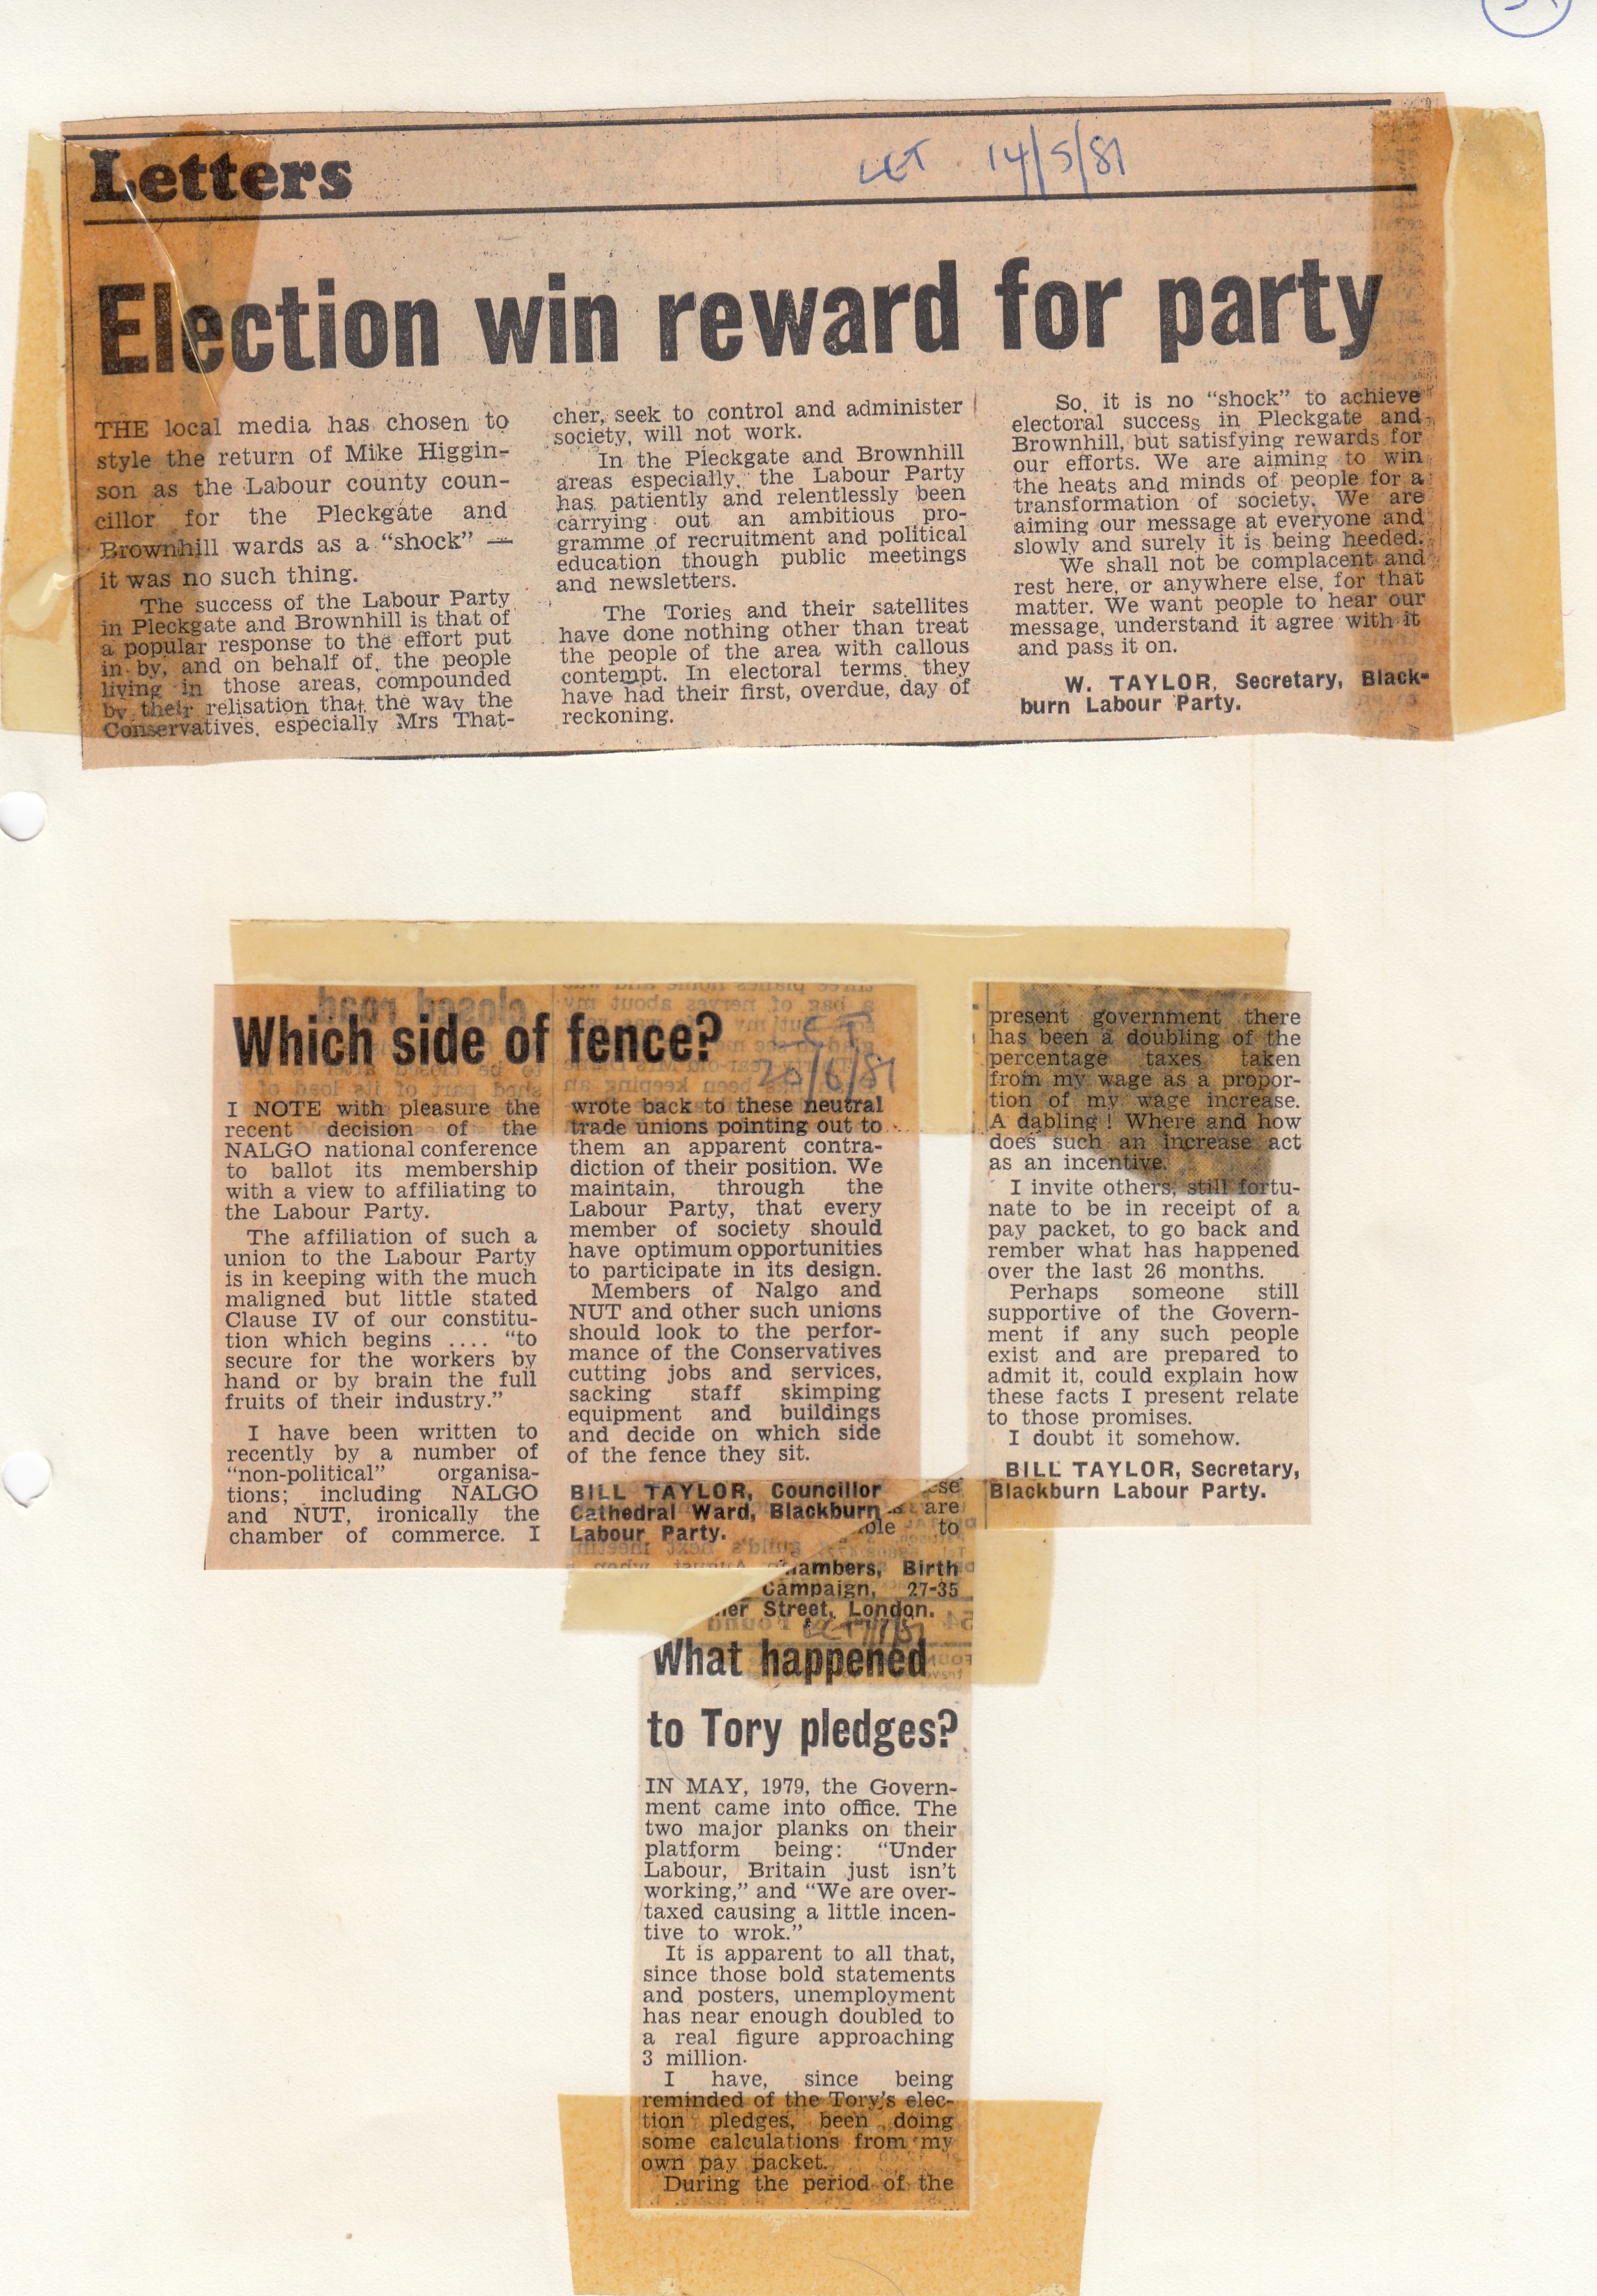 Letters
LET 14/5/81
Election win reward for party
THE local media has chosen to
style the return of Mike Higgin-
son as the Labour county coun-
cillor for the Pleckgate and
Brownhill wards as a "shock" —
it was no such thing.
The success of the Labour Party
in Pleckgate and Brownhill is that of
a popular response to the effort put
in by, and on behalf of, the people
living in those areas, compounded
by their relisation that the way the
Conservatives, especially Mrs That-
cher, seek to control and administer
society, will not work.
In the Pleckgate and Brownhill
areas especially, the Labour Party
has patiently and relentlessly been
carrying out an ambitious pro-
gramme of recruitment and political
education though public meetings
and newsletters.
The Tories and their satellites
have done nothing other than treat
the people of the area with callous
contempt. In electoral terms, they
have had their first, overdue, day of
reckoning.
So, it is no "shock" to achieve
electoral success in Pleckgate and
Brownhill, but satisfying rewards for
our efforts. We are aiming to win
the heats and minds of people for a
transformation of society. We are
aiming our message at everyone and
slowly and surely it is being heeded.
We shall not be complacent and
rest here, or anywhere else, for that
matter. We want people to hear our
message, understand it agree with it
and pass it on.
W. TAYLOR, Secretary, Black-
burn Labour Party.
Which side of fence?
LET
20/6/81
I NOTE with pleasure the
recent decision of the
NALGO national conference
to ballot its membership
with a view to affiliating to
the Labour Party.
The affiliation of such a
union to the Labour Party
is in keeping with the much
maligned but little stated
Clause IV of our constitu-
tion which begins .... "to
secure for the workers by
hand or by brain the full
fruits of their industry."
I have been written to
recently by a number of
"non-political" organisa-
tions; including NALGO
and NUT, ironically the
chamber of commerce. I
wrote back to these neutral
trade unions pointing out to
them an apparent contra-
diction of their position. We
maintain, through the
Labour Party, that every
member of society should
have optimum opportunities
to participate in its design.
Members of Nalgo and
NUT and other such unions
should look to the perfor-
mance of the Conservatives
cutting jobs and services,
sacking staff skimping
equipment and buildings
and decide on which side
of the fence they sit.
BILL TAYLOR, Councillor
Cathedral Ward, Blackburn
Labour Party.
are
to
Birth
Campaign, 27-35
Street, London.
What happened
to Tory pledges?
IN MAY, 1979, the Govern-
ment came into office. The
two major planks on their
platform being: "Under
Labour, Britain just isn't
working," and "We are over-
taxed causing a little incen-
tive to wrok."
It is apparent to all that,
since those bold statements
and posters, unemployment
has near enough doubled to
a real figure approaching
3 million.
I have, since being
reminded of the Tory's elec-
tion pledges, been doing
some calculations from my
own pay packet.
During the period of the
present government there
has been a doubling of the
percentage taxes taken
from my wage as a propor-
tion of my wage increase.
A dabling! Where and how
does such an increase act
as an incentive.
I invite others, still fortu-
nate to be in receipt of a
pay packet, to go back and
rember what has happened
over the last 26 months.
Perhaps someone still
supportive of the Govern-
ment if any such people
exist and are prepared to
admit it, could explain how
these facts I present relate
to those promises.
I doubt it somehow.
BILL TAYLOR, Secretary,
Blackburn Labour Party.